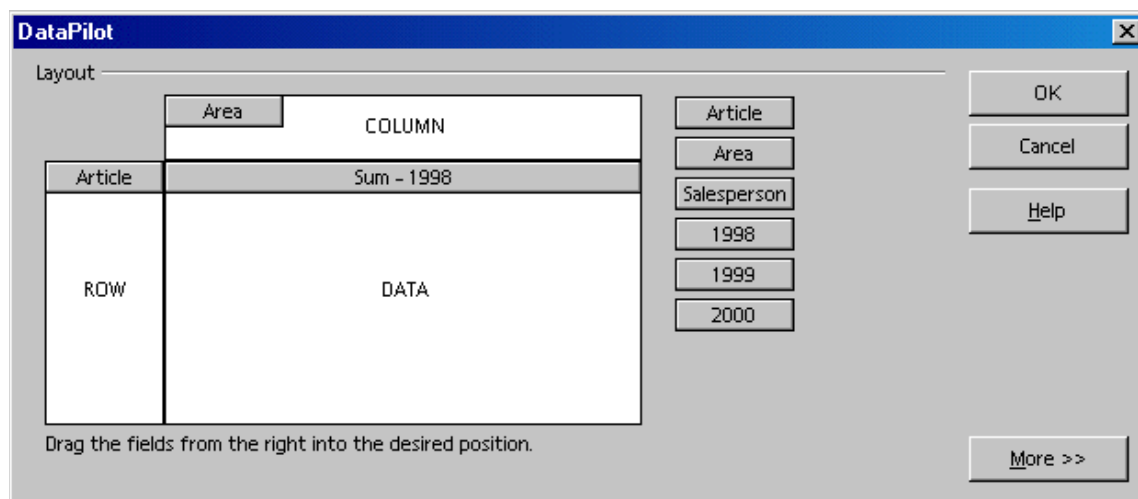 DataPilot
Layout
Area
COLUMN
Article
Sum - 1998
ROW
DATA
Article
Area
Salesperson
1998
1999
2000
OK
Cancel
Help
Drag the fields from the right into the desired position.
More >>